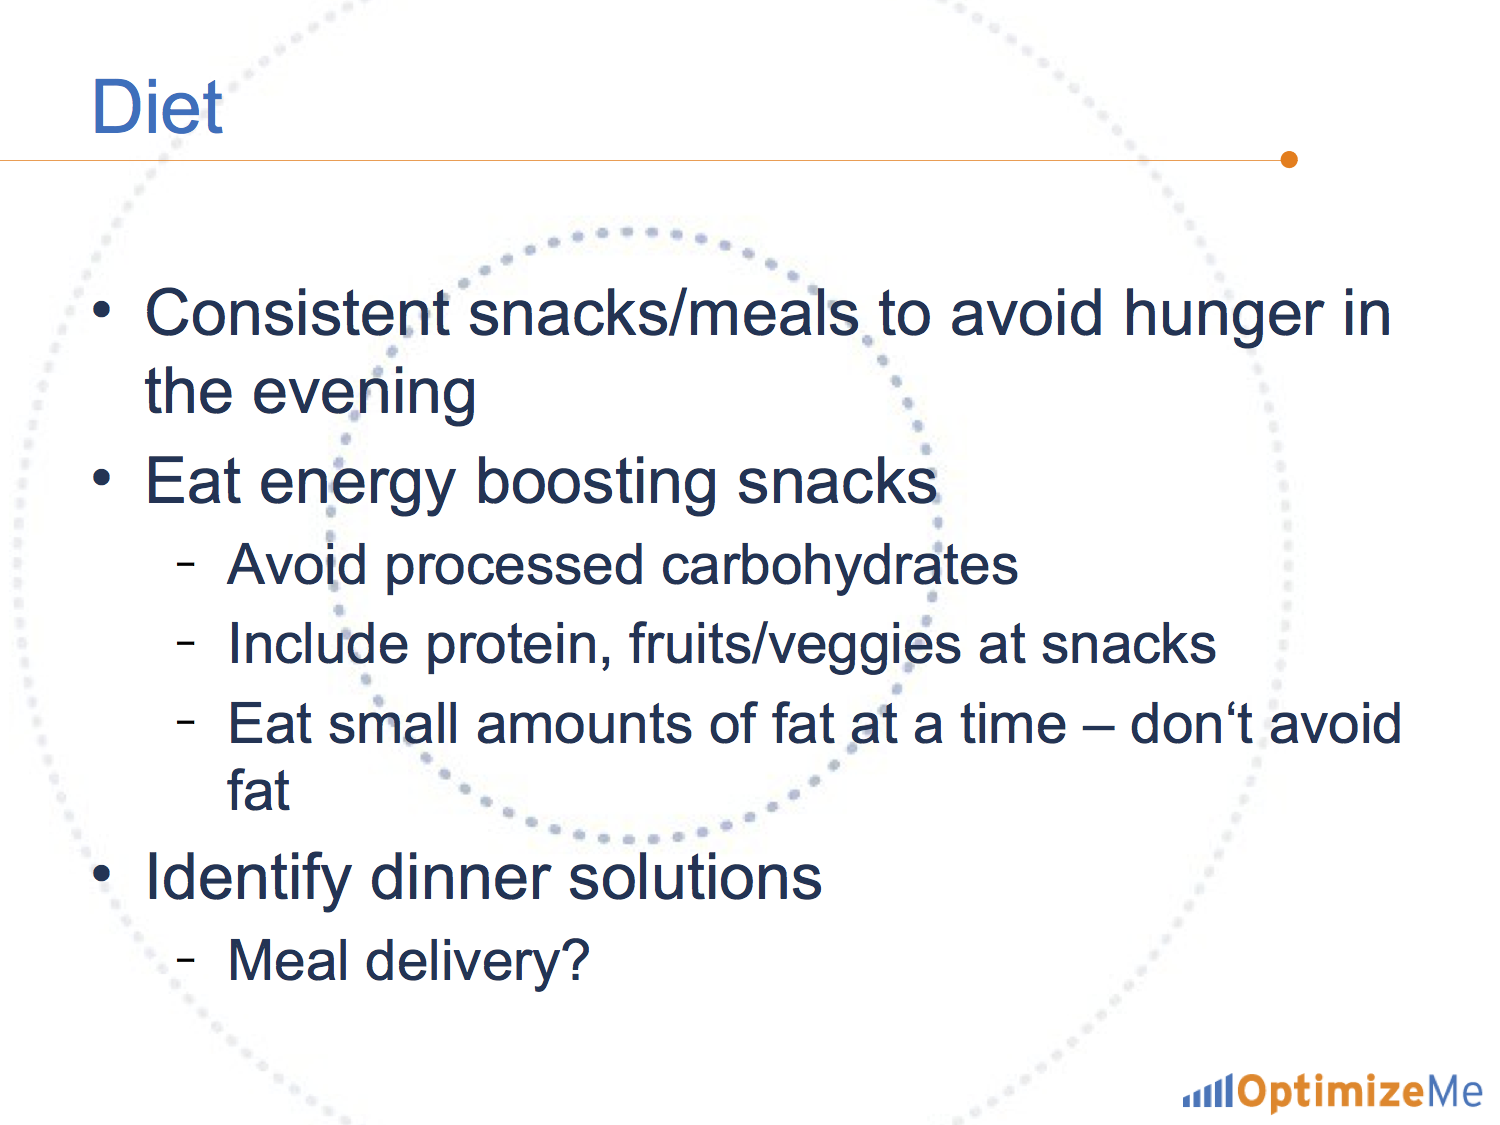 Diet
• Consistent snacks/meals to avoid hunger in
the evening
• Eat energy boosting snacks
– Avoid processed carbohydrates
– Include protein, fruits/veggies at snacks
– Eat small amounts of fat at a time – don‘t avoid
fat
• Identify dinner solutions
– Meal delivery?
OptimizeMe